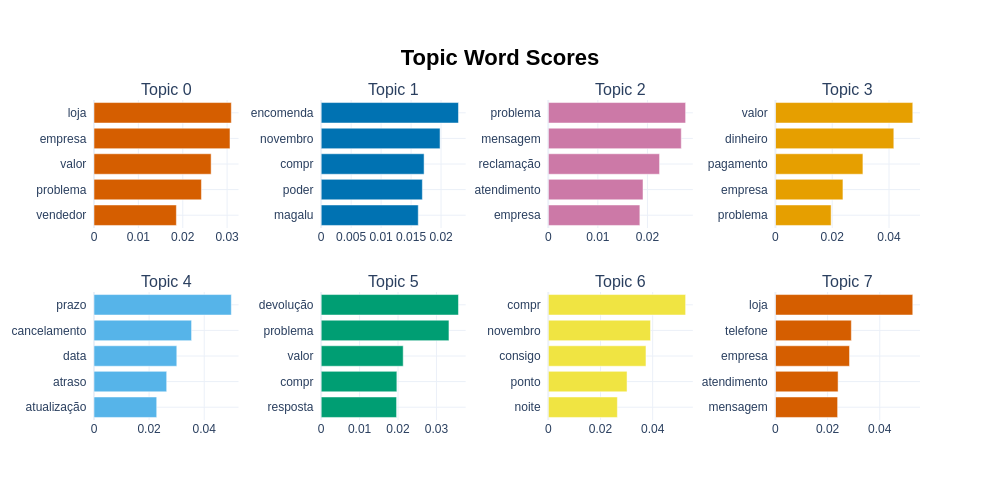 Topic Word Scores
Topic 0
loja
empresa
valor
problema
vendedor
0 0.01 0.02 0.03
Topic 1
encomenda
novembro
compr
poder
magalu
0 0.005 0.01 0.015 0.02
Topic 2
problema
mensagem
reclamação
atendimento
empresa
0 0.01 0.02
Topic 3
valor
dinheiro
pagamento
empresa
problema
0 0.02 0.04
Topic 4
prazo
cancelamento
data
atraso
atualização
0 0.02 0.04
Topic 5
devolução
problema
valor
compr
resposta
0 0.01 0.02 0.03
Topic 6
compr
novembro
consigo
ponto
noite
0 0.02 0.04
Topic 7
loja
telefone
empresa
atendimento
mensagem
0 0.02 0.04